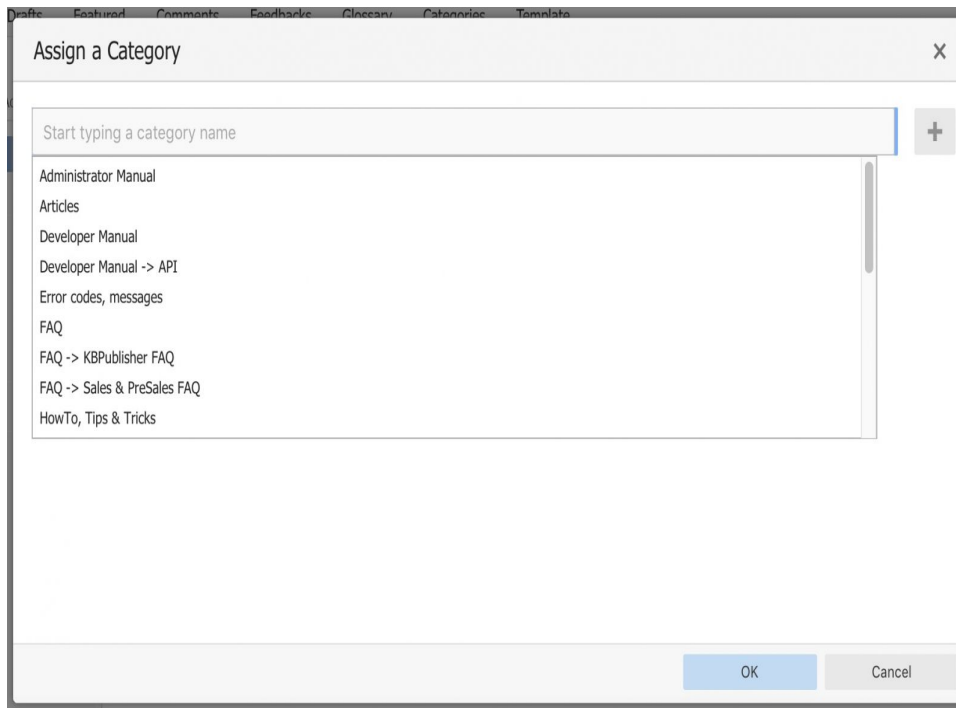 Drafts Featured Comments Feedbacks Glossary Categories Template
Assign a Category
Start typing a category name
Administrator Manual
Articles
Developer Manual
Developer Manual -> API
Error codes, messages
FAQ
FAQ -> KBPublisher FAQ
FAQ -> Sales & PreSales FAQ
HowTo, Tips & Tricks
OK Cancel